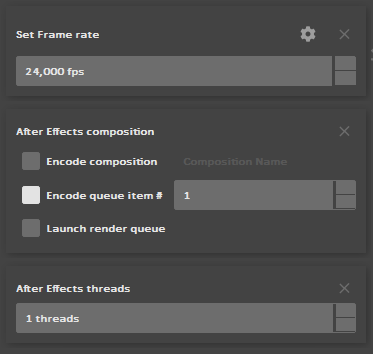 Set Frame rate
24,000 fps
After Effects composition
Encode composition Composition Name
Encode queue item # 1
Launch render queue
After Effects threads
1 threads